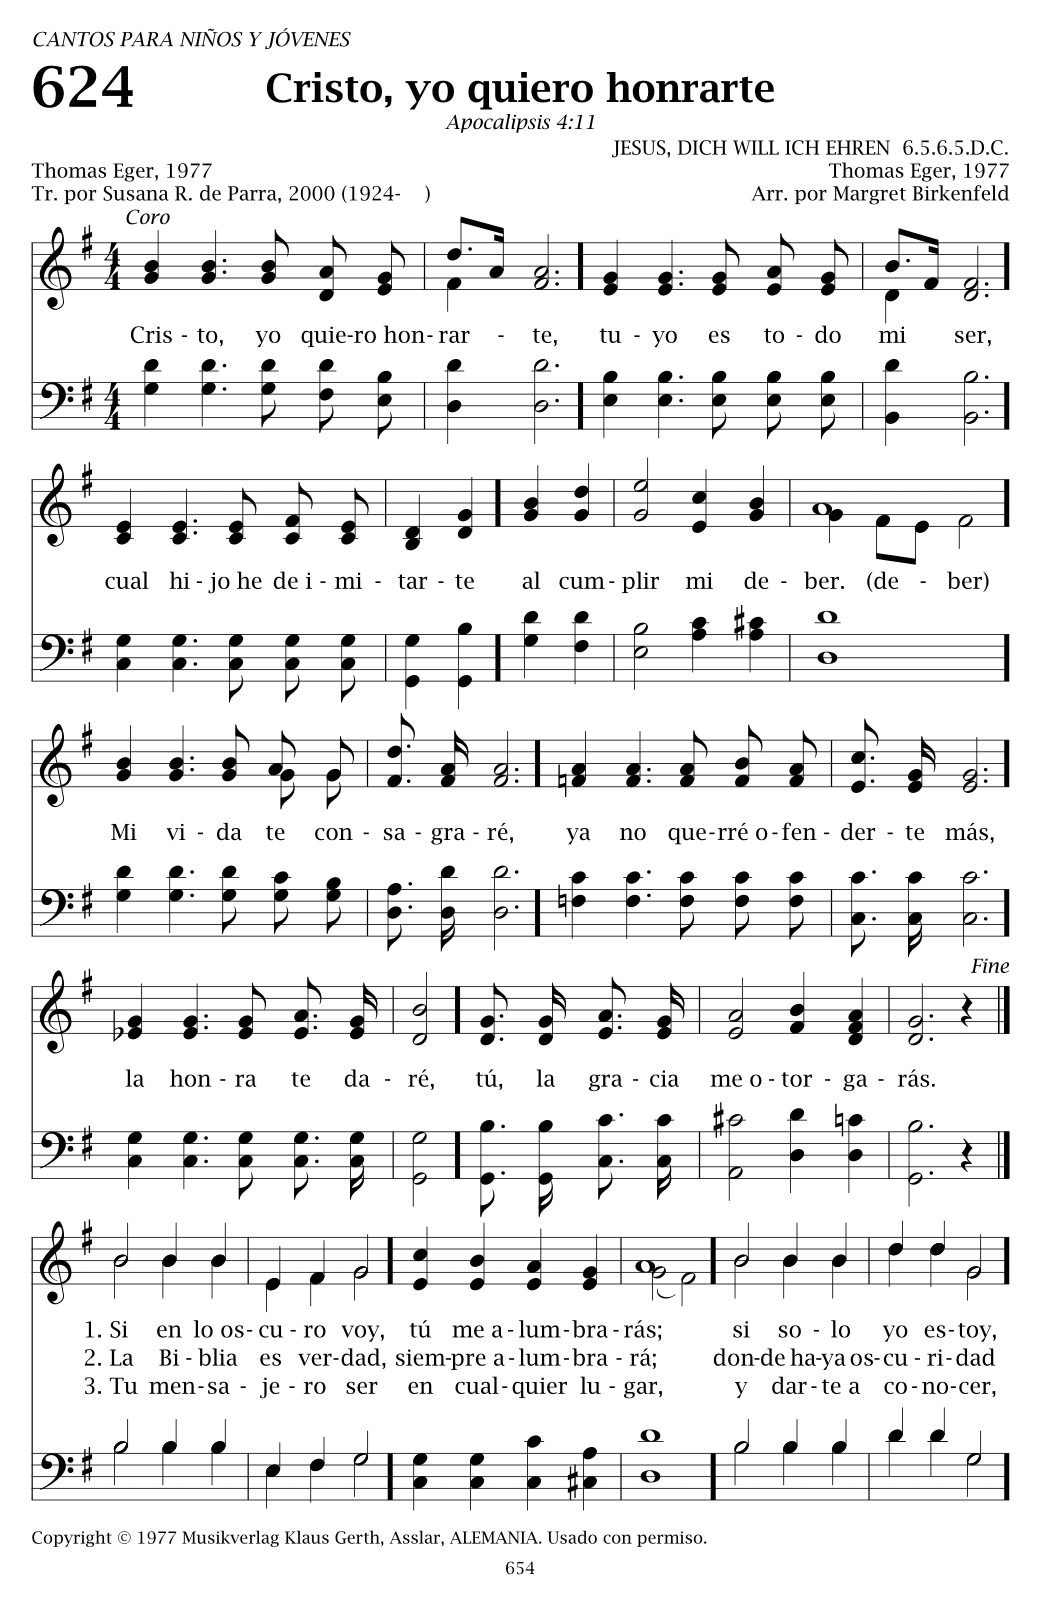 CANTOS PARA NIÑOS Y JÓVENES
624 Cristo, yo quiero honrarte
Apocalipsis 4:11
JESUS, DICH WILL ICH EHREN 6.5.6.5.D.C.
Thomas Eger, 1977 Thomas Eger, 1977
Tr. por Susana R. de Parra, 2000 (1924- ) Arr. por Margret Birkenfeld
Coro
Cris - to, yo quie-ro hon-rar - te, tu - yo es to - do mi ser,
cual hi - jo he de i - mi - tar - te al cum-plir mi de - ber. (de - ber)
Mi vi - da te con - sa - gra - ré, ya no que-rré o-fen - der - te más,
Fine
la hon - ra te da - ré, tú, la gra - cia me o - tor - ga - rás.
1. Si en lo os-cu - ro voy, tú me a-lum-bra-rás; si so - lo yo es-toy,
2. La Bi - blia es ver-dad, siem-pre a-lum-bra - rá; don-de ha-ya os-cu - ri - dad
3. Tu men-sa - je - ro ser en cual-quier lu - gar, y dar-te a co-no-cer,
Copyright © 1977 Musikverlag Klaus Gerth, Asslar, ALEMANIA. Usado con permiso.
654